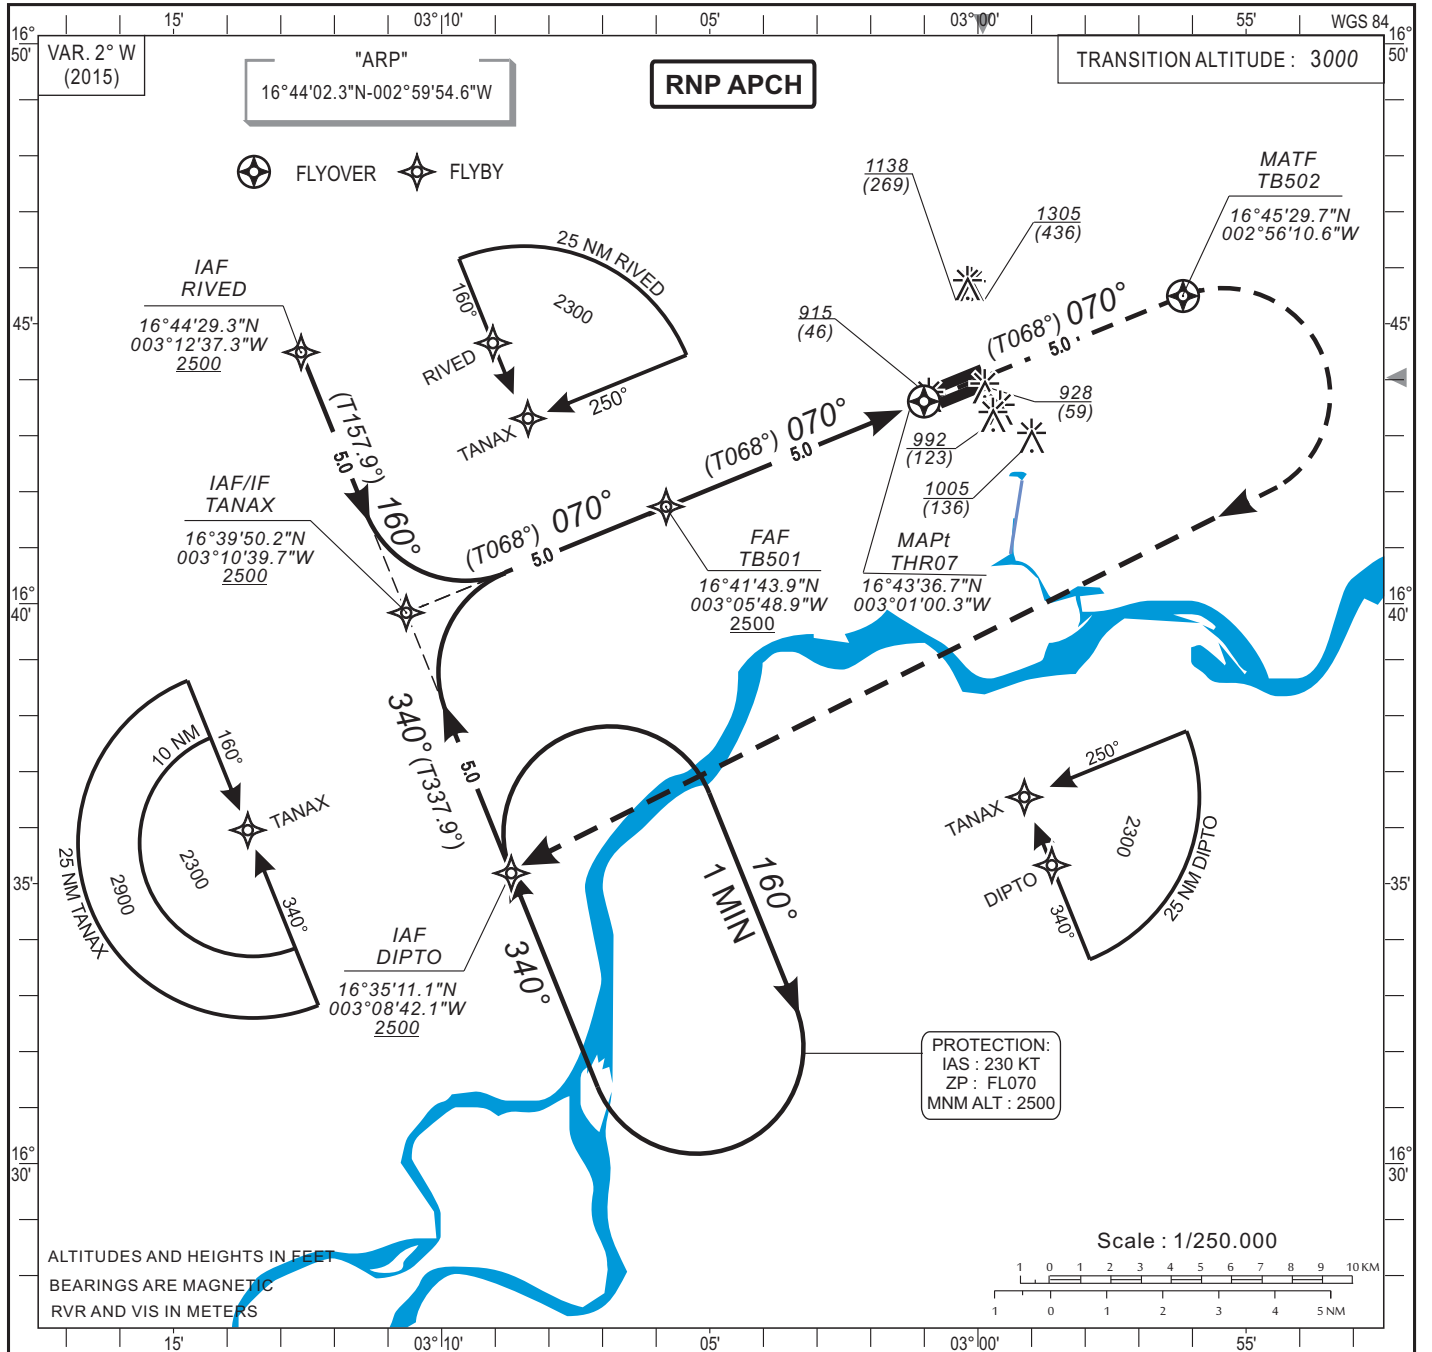 15'
03°10'
05'
03°00'
55'
WGS 84
16°
50'
16°
50'
VAR. 2° W
(2015)
"ARP"
16°44'02.3"N-002°59'54.6"W
RNP APCH
TRANSITION ALTITUDE : 3000
FLYOVER
FLYBY
MATF
TB502
16°45'29.7"N
002°56'10.6"W
1138
(269)
1305
(436)
IAF
RIVED
16°44'29.3"N
003°12'37.3"W
2500
25 NM RIVED
160°
2300
RIVED
250°
TANAX
45'
45'
915
(46)
(T068°) 070°
5.0
928
(59)
992
(123)
1005
(136)
(T157.9°)
5.0
160°
(T068°) 070°
5.0
IAF/IF
TANAX
16°39'50.2"N
003°10'39.7"W
2500
(T068°) 070°
5.0
FAF
TB501
16°41'43.9"N
003°05'48.9"W
2500
MAPt
THR07
16°43'36.7"N
003°01'00.3"W
16°
40'
16°
40'
340° (T337.9°)
5.0
10 NM
160°
TANAX
2300
2900
25 NM TANAX
340°
250°
TANAX
2300
DIPTO
25 NM DIPTO
340°
35'
35'
160°
1 MIN
340°
IAF
DIPTO
16°35'11.1"N
003°08'42.1"W
2500
PROTECTION:
IAS : 230 KT
ZP : FL070
MNM ALT : 2500
16°
30'
16°
30'
ALTITUDES AND HEIGHTS IN FEET
BEARINGS ARE MAGNETIC
RVR AND VIS IN METERS
Scale : 1/250.000
1 0 1 2 3 4 5 6 7 8 9 10 KM
1 0 1 2 3 4 5 NM
15'
03°10'
05'
03°00'
55'